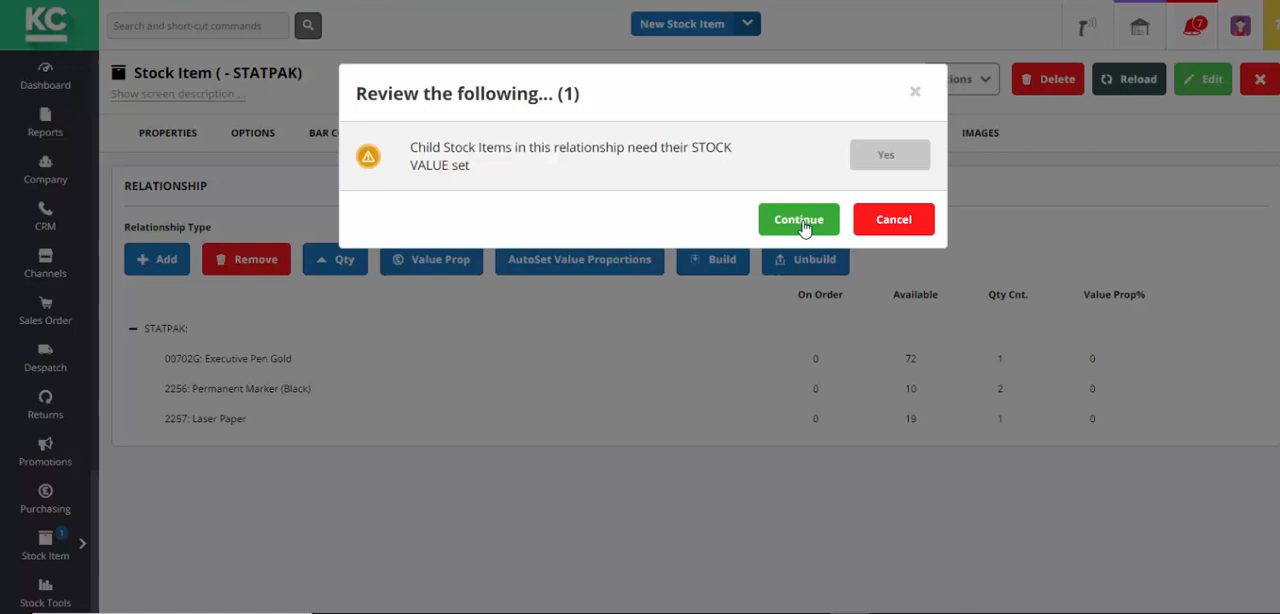 KC
Search and short-cut commands
New Stock Item
7
Dashboard
Reports
Company
CRM
Channels
Sales Order
Despatch
Returns
Promotions
Purchasing
Stock Item
1
Stock Tools
Stock Item ( - STATPAK)
Show screen description....
Delete
Reload
Edit
PROPERTIES
OPTIONS
IMAGES
Review the following... (1)
Child Stock Items in this relationship need their STOCK
VALUE set
Yes
Continue
Cancel
RELATIONSHIP
Relationship Type
Add
Remove
Qty
Value Prop
AutoSet Value Proportions
Build
Unbuild
On Order Available Qty Cnt. Value Prop%
STATPAK:
00702G: Executive Pen Gold 0 72 1 0
2256: Permanent Marker (Black) 0 10 2 0
2257: Laser Paper 0 19 1 0